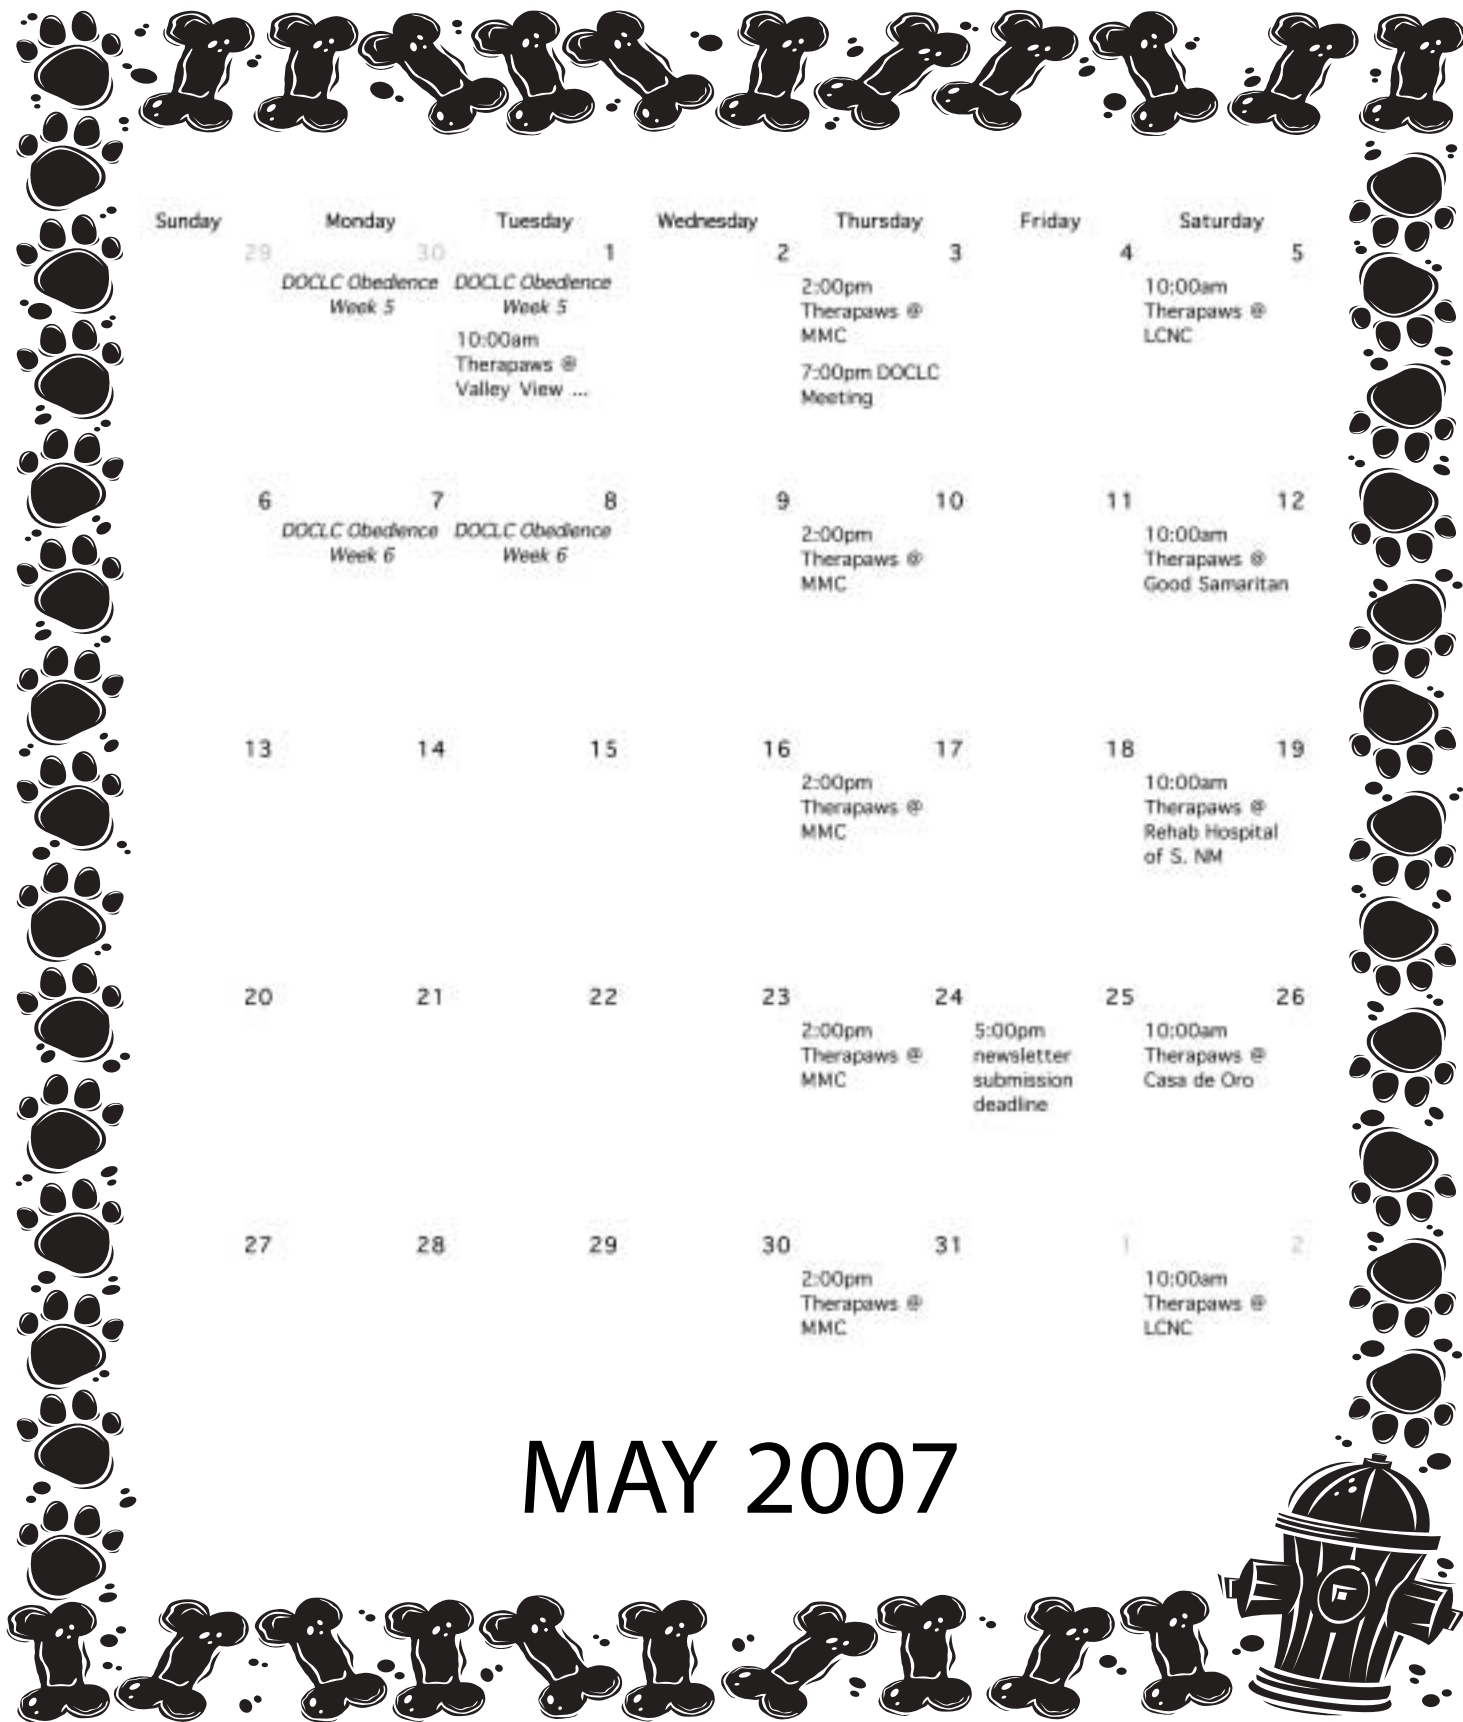 Sunday Monday Tuesday Wednesday Thursday Friday Saturday
29 30 1 2 3 4 5
DOCLC Obedience
Week 5
DOCLC Obedience
Week 5
10:00am
Therapaws @
Valley View ...
2:00pm
Therapaws @
MMC
7:00pm DOCLC
Meeting
10:00am
Therapaws @
LCNC
6 7 8 9 10 11 12
DOCLC Obedience
Week 6
DOCLC Obedience
Week 6
2:00pm
Therapaws @
MMC
10:00am
Therapaws @
Good Samaritan
13 14 15 16 17 18 19
2:00pm
Therapaws @
MMC
10:00am
Therapaws @
Rehab Hospital
of S. NM
20 21 22 23 24 25 26
2:00pm
Therapaws @
MMC
5:00pm
newsletter
submission
deadline
10:00am
Therapaws @
Casa de Oro
27 28 29 30 31 1 2
2:00pm
Therapaws @
MMC
10:00am
Therapaws @
LCNC
MAY 2007